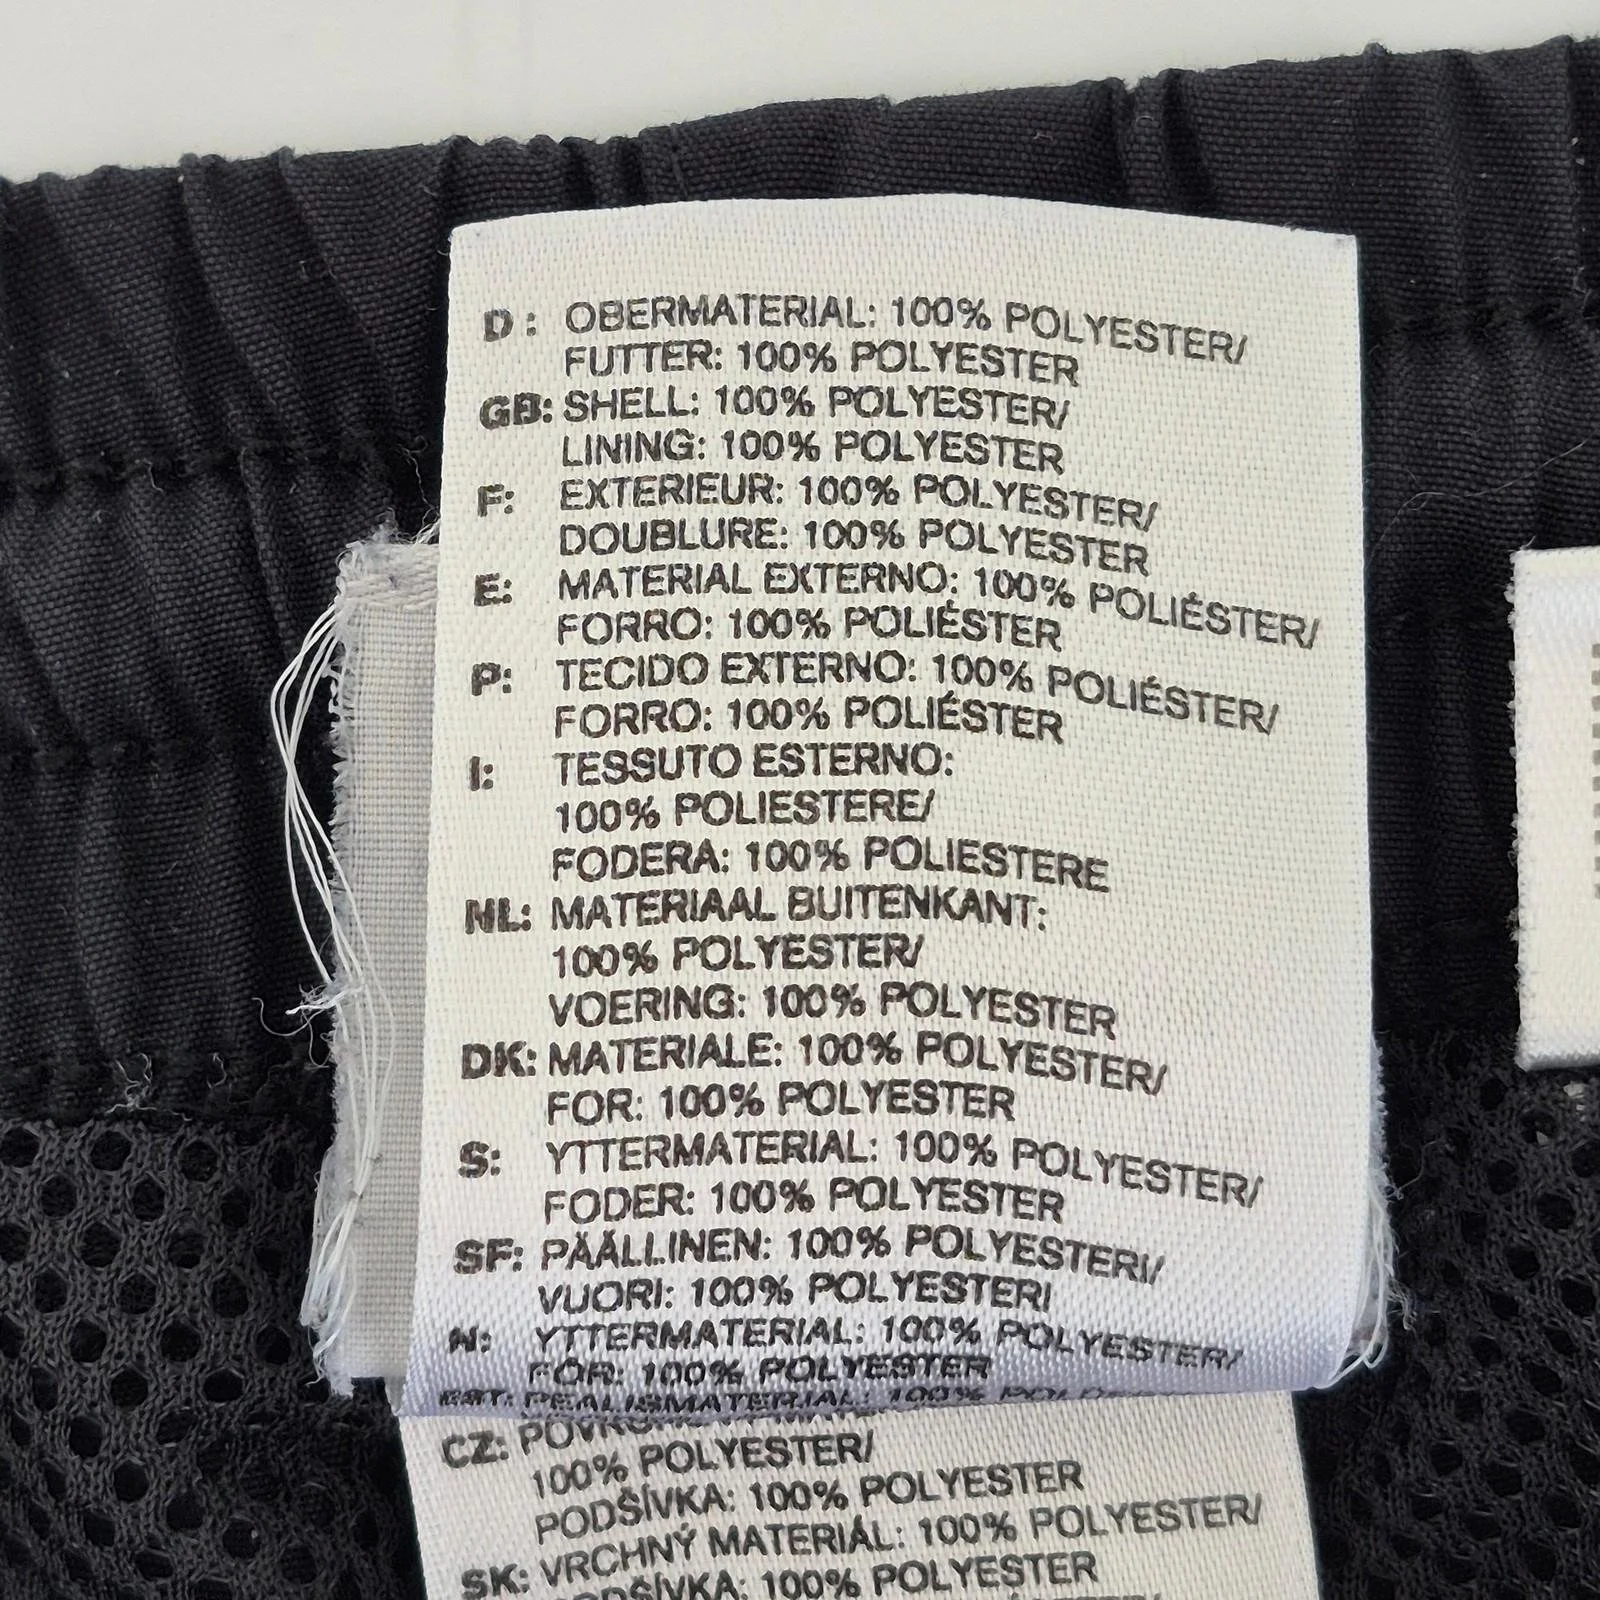 D: OBERMATERIAL: 100% POLYESTER/
FUTTER: 100% POLYESTER
GB: SHELL: 100% POLYESTER/
LINING: 100% POLYESTER
F: EXTERIEUR: 100% POLYESTER/
DOUBLURE: 100% POLYESTER
E: MATERIAL EXTERNO: 100% POLIÉSTER/
FORRO: 100% POLIÉSTER
P: TECIDO EXTERNO: 100% POLIÉSTER/
FORRO: 100% POLIÉSTER
I: TESSUTO ESTERNO:
100% POLIESTERE/
FODERA: 100% POLIESTERE
NL: MATERIAAL BUITENKANT:
100% POLYESTER/
VOERING: 100% POLYESTER
DK: MATERIALE: 100% POLYESTER/
FOR: 100% POLYESTER
S: YTTERMATERIAL: 100% POLYESTER/
FODER: 100% POLYESTER
SF: PÄÄLLINEN: 100% POLYESTERI/
VUORI: 100% POLYESTERI
N: YTTERMATERIAL: 100% POLYESTER/
FÓR: 100% POLYESTER
EST: PEALISMATERJAL: 100%
CZ:
100% POLYESTER/
PODŠÍVKA: 100% POLYESTER
SK: VRCHNÝ MATERIÁL: 100% POLYESTER/
100% POLYESTER